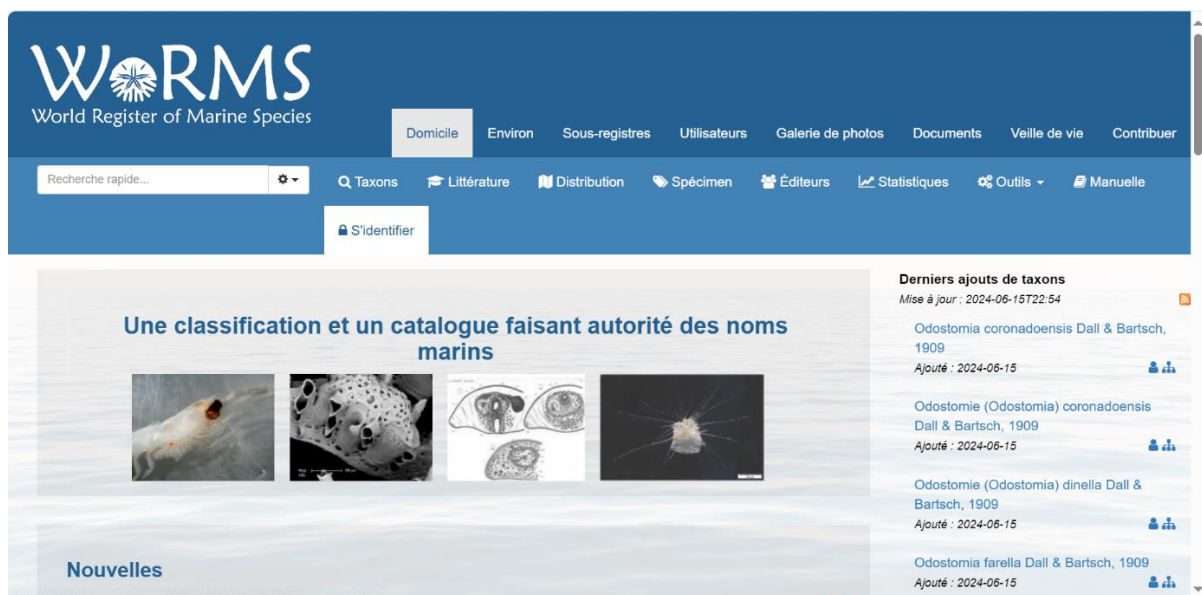 WoRMS
World Register of Marine Species
Domicile Environ Sous-registres Utilisateurs Galerie de photos Documents Veille de vie Contribuer
Recherche rapide... Taxons Littérature Distribution Spécimen Éditeurs Statistiques Outils Manuelle
S'identifier
Une classification et un catalogue faisant autorité des noms
marins
Nouvelles
Derniers ajouts de taxons
Mise à jour : 2024-06-15T22:54
Odostomia coronadoensis Dall & Bartsch,
1909
Ajouté : 2024-06-15
Odostomie (Odostomia) coronadoensis
Dall & Bartsch, 1909
Ajouté : 2024-06-15
Odostomie (Odostomia) dinella Dall &
Bartsch, 1909
Ajouté : 2024-06-15
Odostomia farella Dall & Bartsch, 1909
Ajouté : 2024-06-15